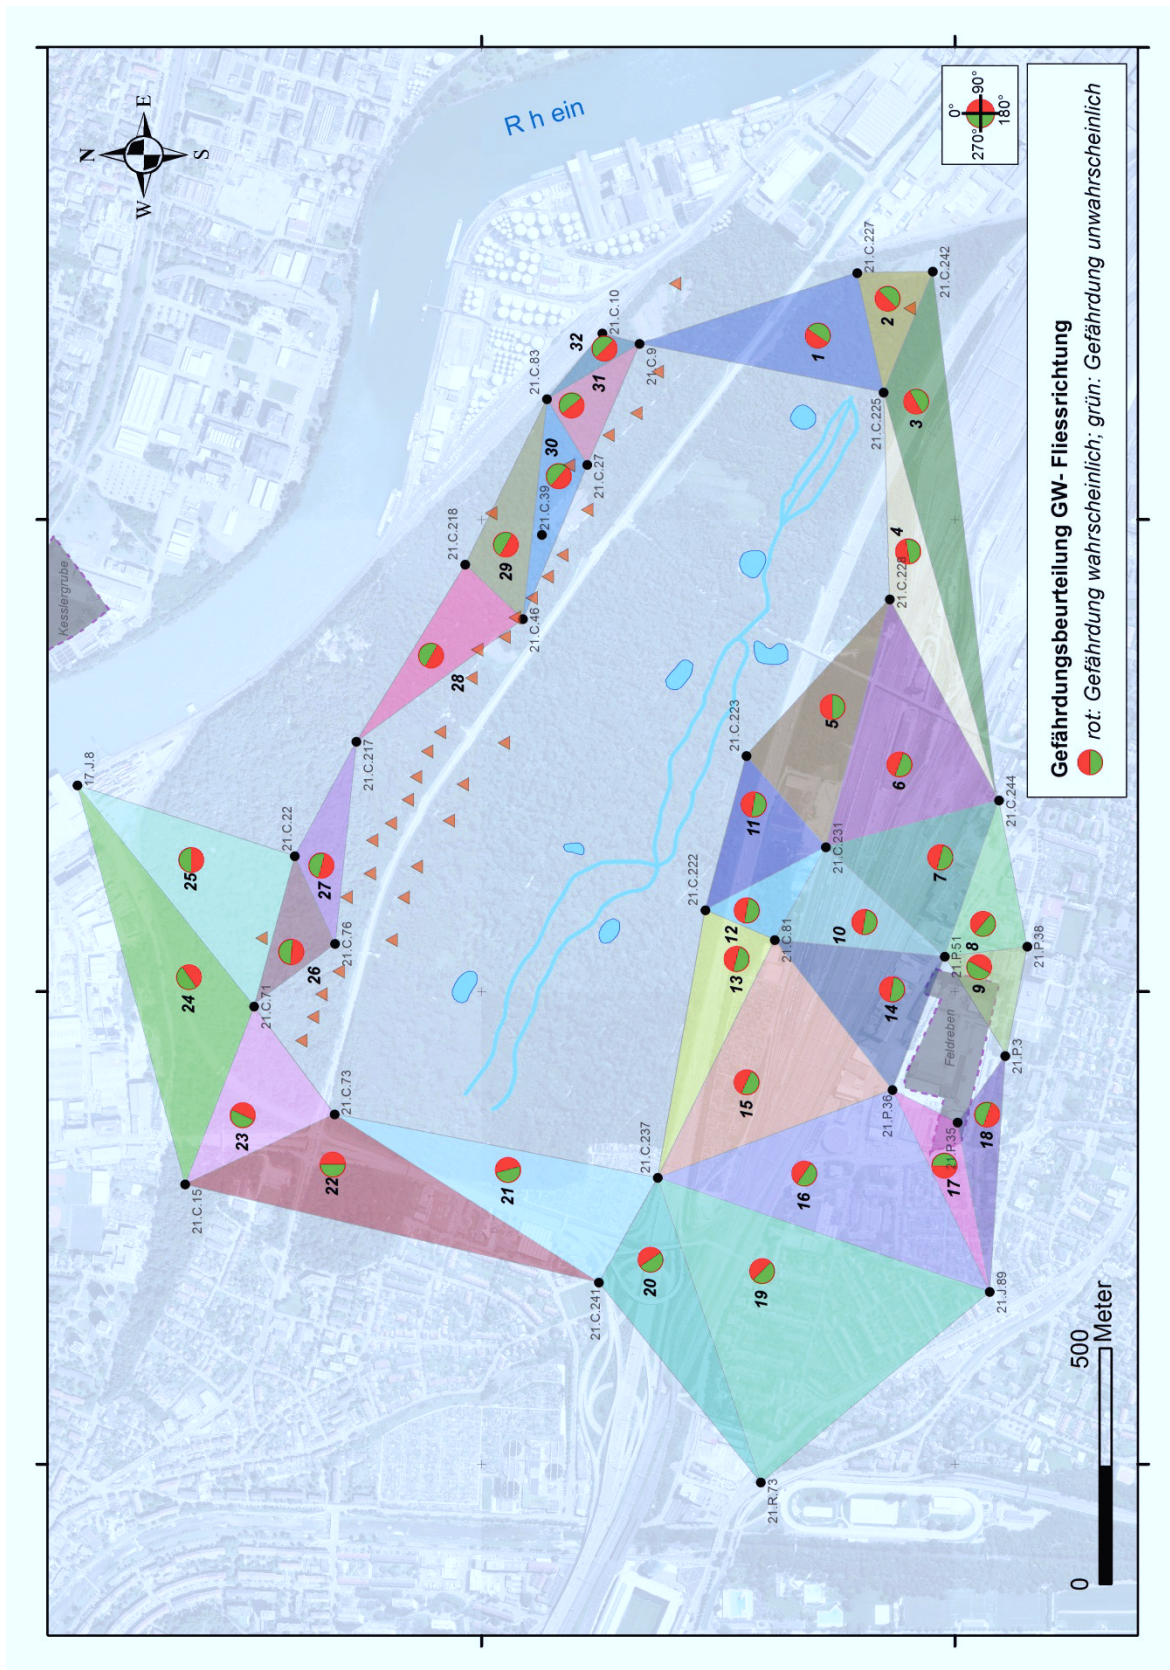 N
E
S
W
Rhein
0°
90°
180°
270°
Kesslergrube
17.J.8
25
24
21.C.22
27
21.C.217
26
21.C.76
21.C.71
23
21.C.15
22
21.C.73
21
21.C.241
20
21.C.237
19
21.R.73
28
21.C.218
29
21.C.46
21.C.39
30
21.C.83
21.C.27
31
32
21.C.10
21.C.9
1
21.C.227
2
21.C.242
21.C.225
3
4
21.C.228
5
21.C.223
6
11
21.C.231
21.C.222
12
13
21.C.81
10
7
21.C.244
8
21.P.51
21.P.38
9
14
Feldreben
15
21.P.36
21.P.3
21.P.35
18
17
16
21.J.89
Gefährdungsbeurteilung GW- Fliessrichtung
rot: Gefährdung wahrscheinlich; grün: Gefährdung unwahrscheinlich
0
500
Meter